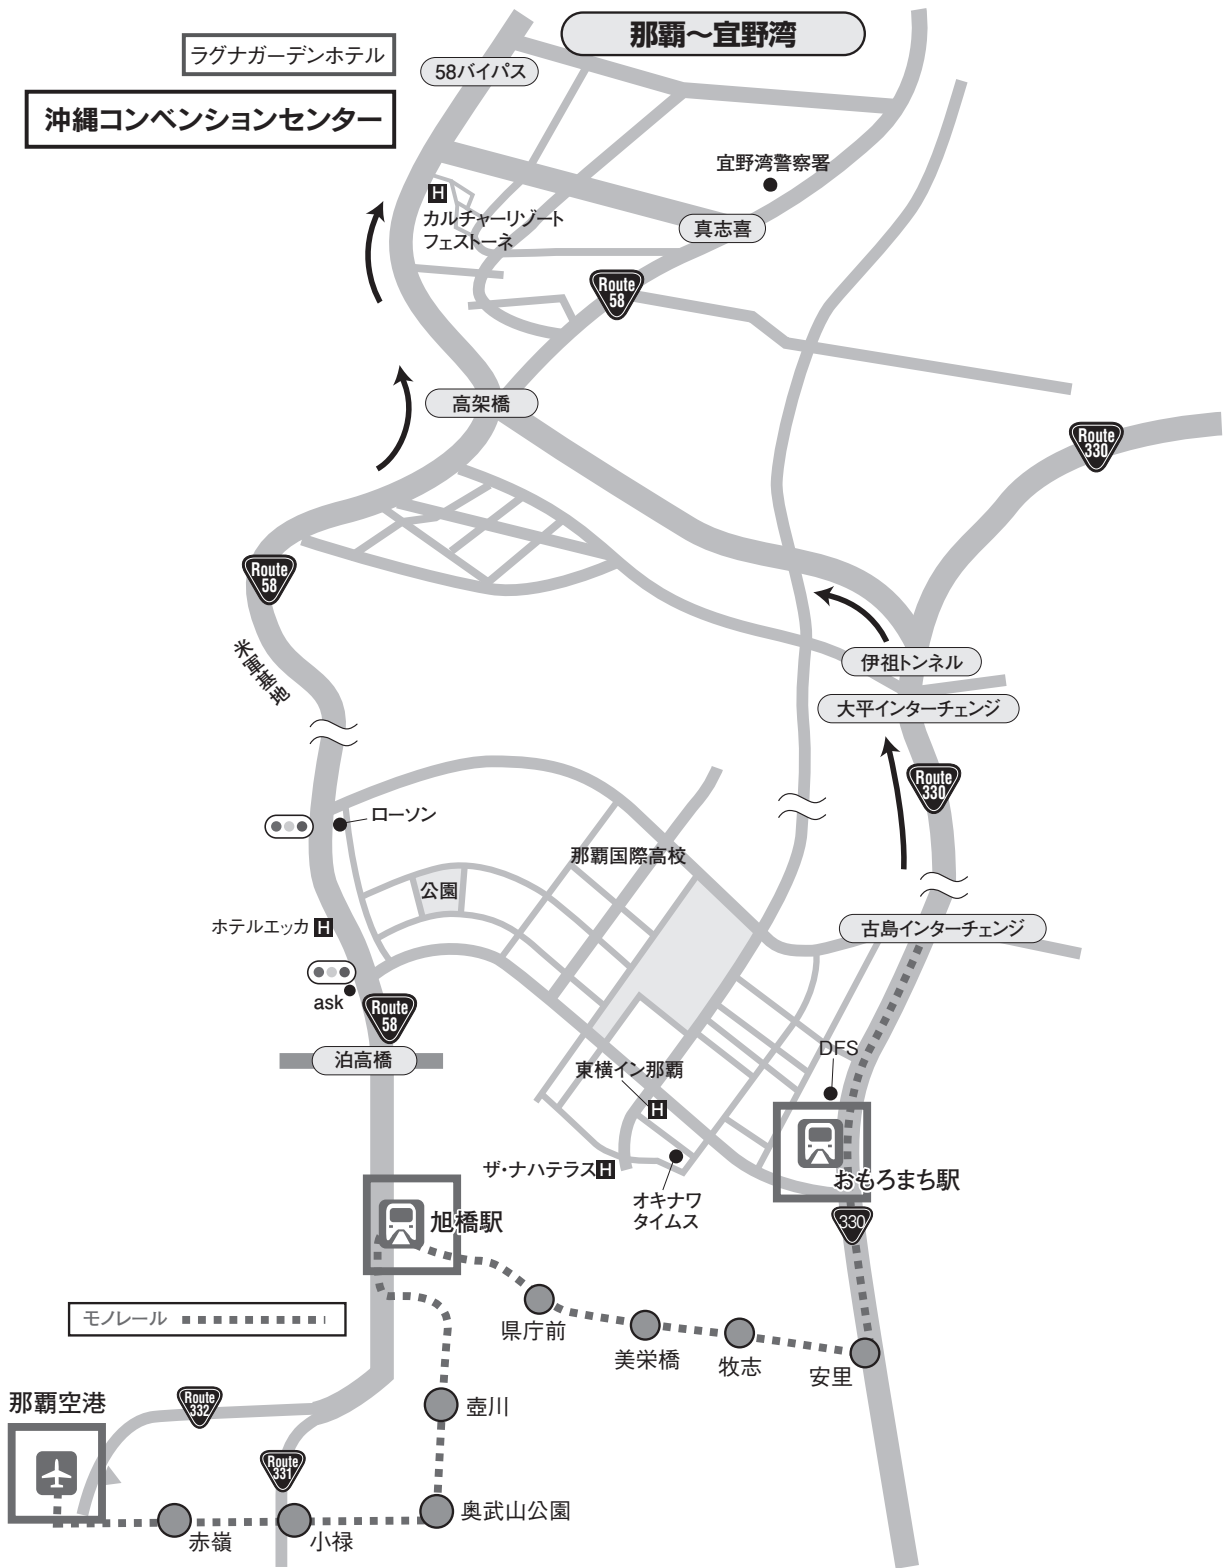 那覇～宜野湾
ラグナガーデンホテル
58バイパス
沖縄コンベンションセンター
宜野湾警察署
H
カルチャーリゾート
フェストーネ
真志喜
Route
58
高架橋
Route
330
Route
58
米軍基地
伊祖トンネル
大平インターチェンジ
Route
330
ローソン
那覇国際高校
公園
ホテルエッカ H
古島インターチェンジ
ask
Route
58
泊高橋
DFS
東横イン那覇
H
ザ・ナハテラス H
おもろまち駅
オキナワ
タイムス
旭橋駅
330
モノレール
県庁前
美栄橋
牧志
安里
那覇空港
Route
332
壺川
Route
331
奥武山公園
赤嶺
小禄